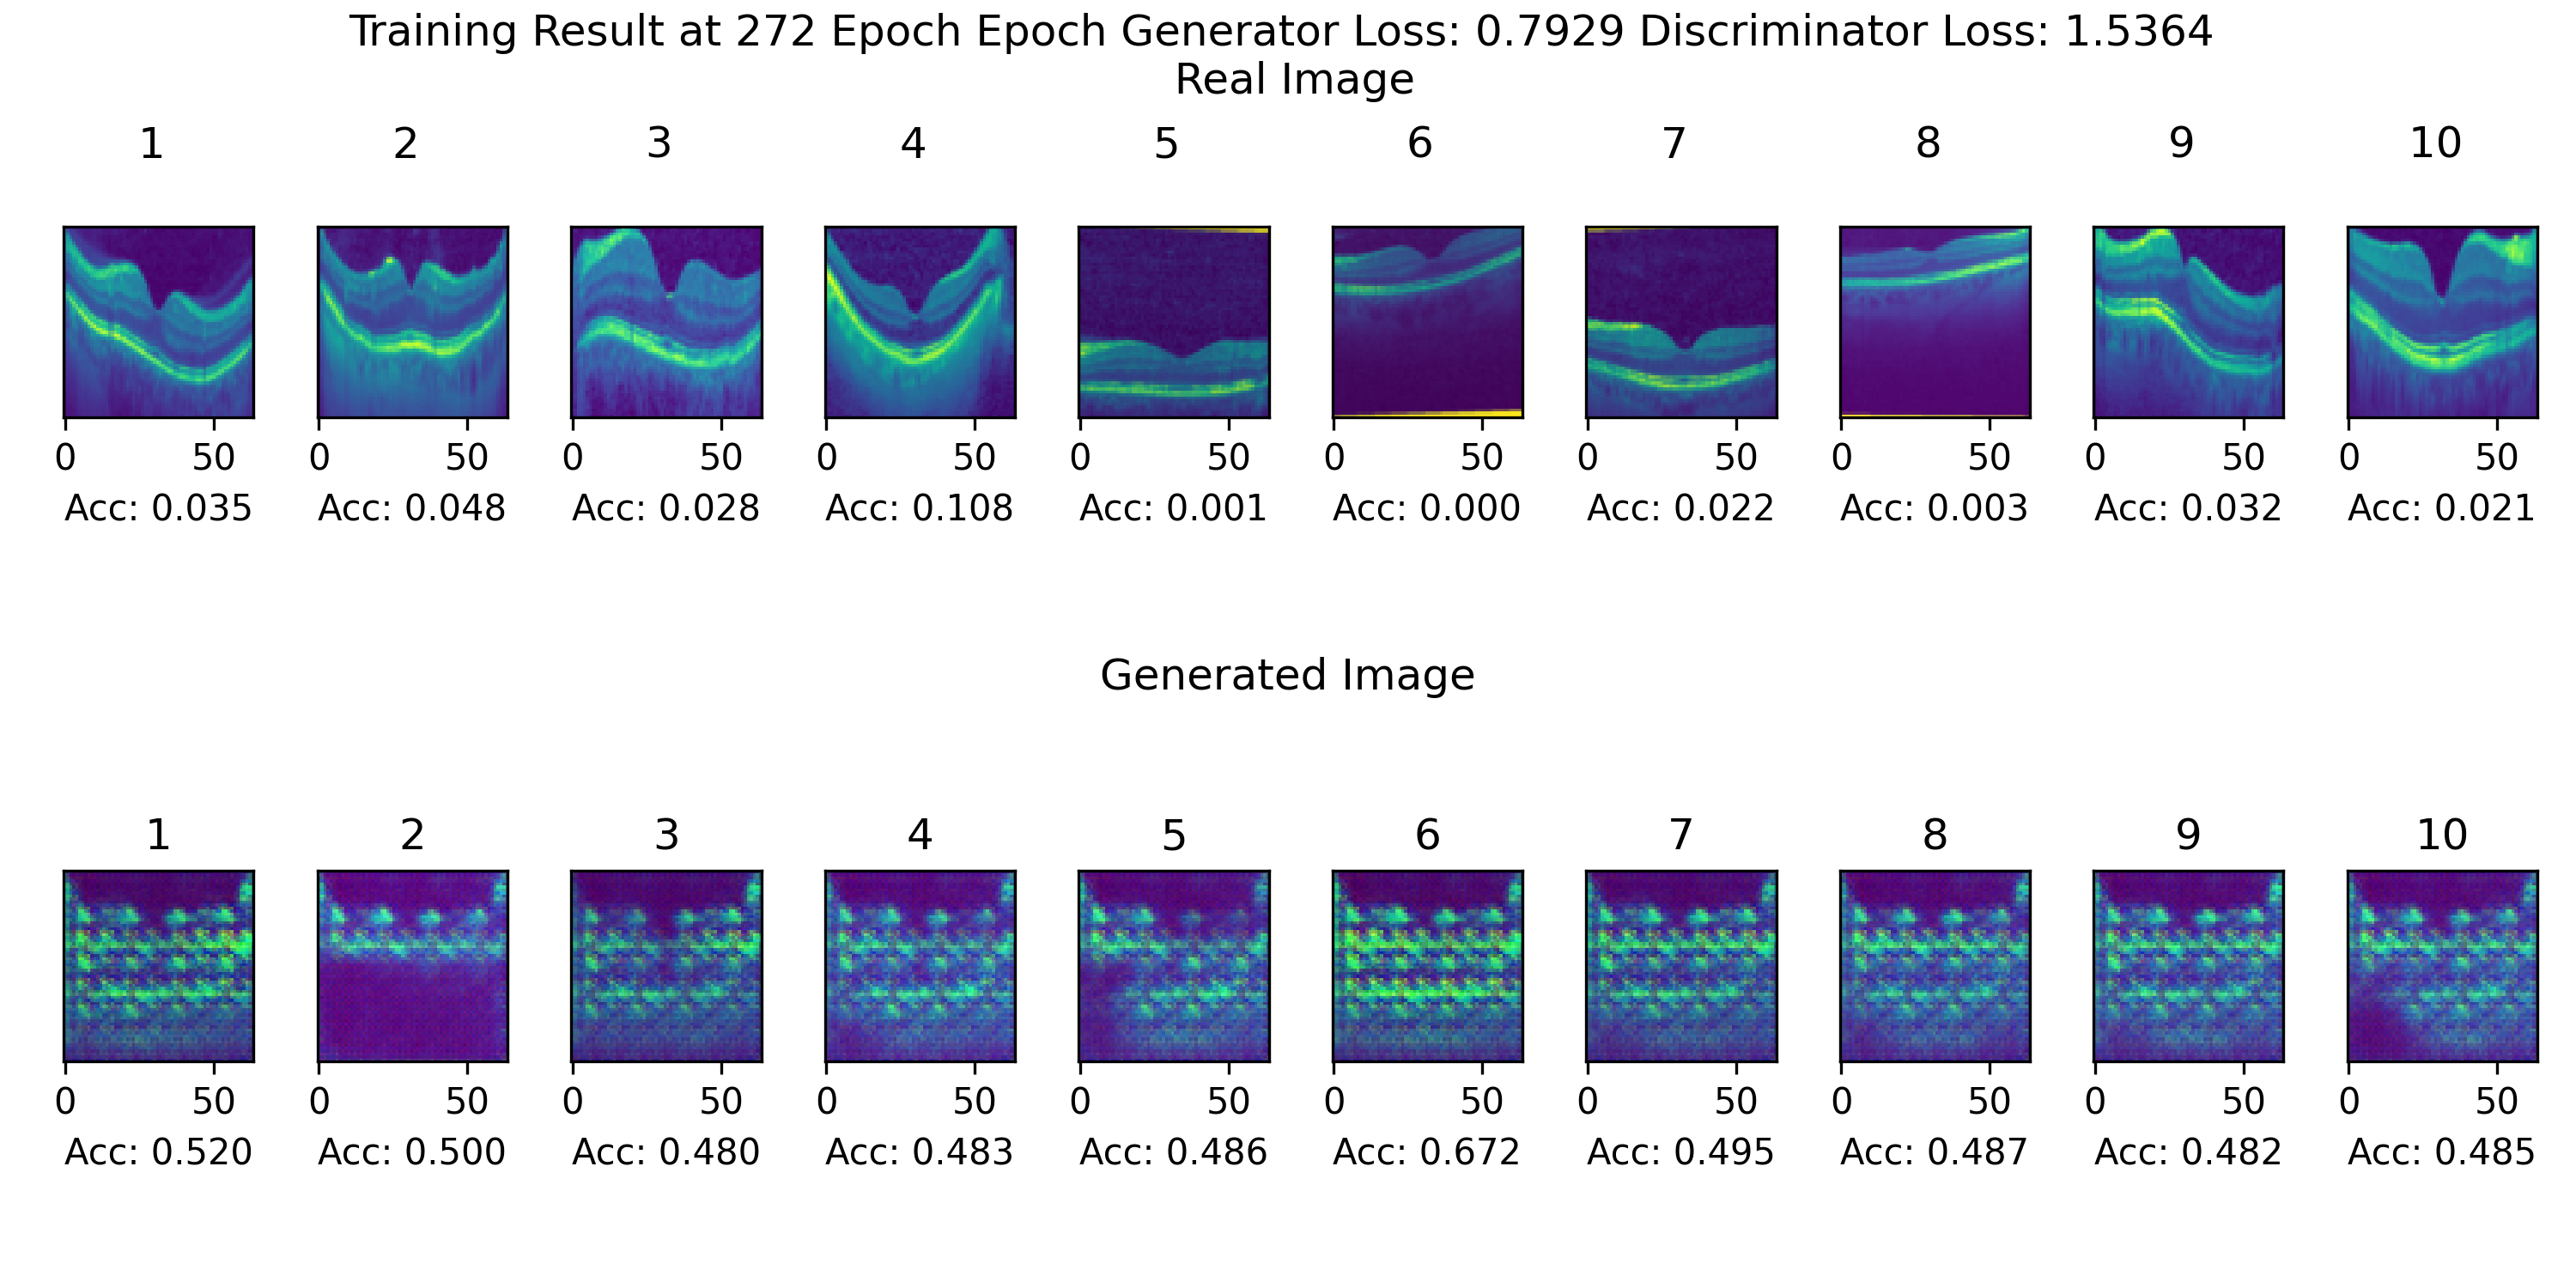 Training Result at 272 Epoch Epoch Generator Loss: 0.7929 Discriminator Loss: 1.5364
Real Image
1 2 3 4 5 6 7 8 9 10
0 50 0 50 0 50 0 50 0 50 0 50 0 50 0 50 0 50 0 50
Acc: 0.035 Acc: 0.048 Acc: 0.028 Acc: 0.108 Acc: 0.001 Acc: 0.000 Acc: 0.022 Acc: 0.003 Acc: 0.032 Acc: 0.021
Generated Image
1 2 3 4 5 6 7 8 9 10
0 50 0 50 0 50 0 50 0 50 0 50 0 50 0 50 0 50 0 50
Acc: 0.520 Acc: 0.500 Acc: 0.480 Acc: 0.483 Acc: 0.486 Acc: 0.672 Acc: 0.495 Acc: 0.487 Acc: 0.482 Acc: 0.485